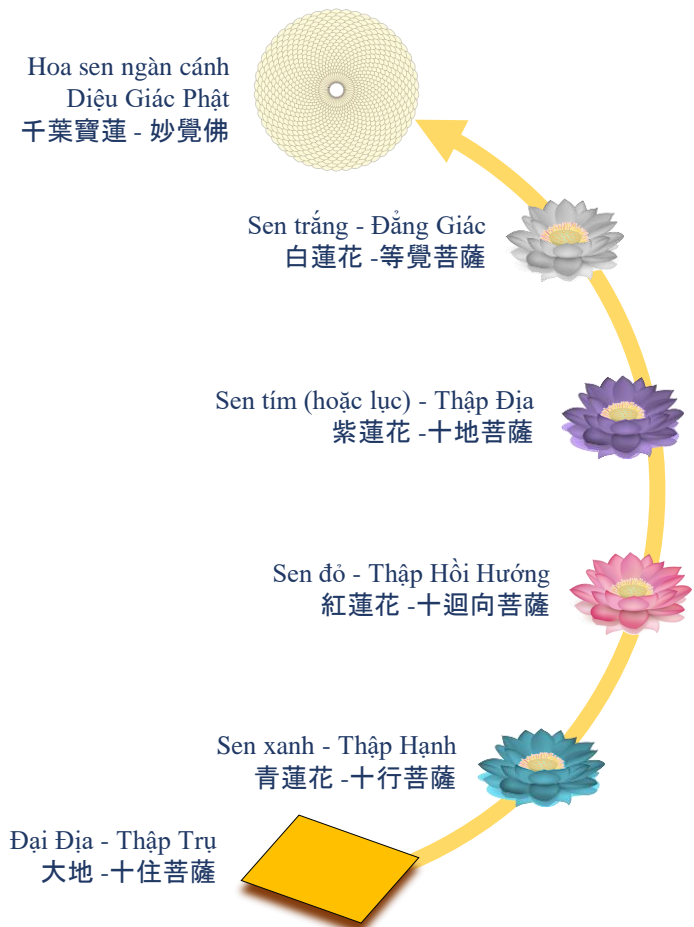 Hoa sen ngàn cánh
Diệu Giác Phật
千葉寶蓮 - 妙覺佛
Sen trắng - Đẳng Giác
白蓮花 -等覺菩薩
Sen tím (hoặc lục) - Thập Địa
紫蓮花 -十地菩薩
Sen đỏ - Thập Hồi Hướng
紅蓮花 -十迴向菩薩
Sen xanh - Thập Hạnh
青蓮花 -十行菩薩
Đại Địa - Thập Trụ
大地 -十住菩薩